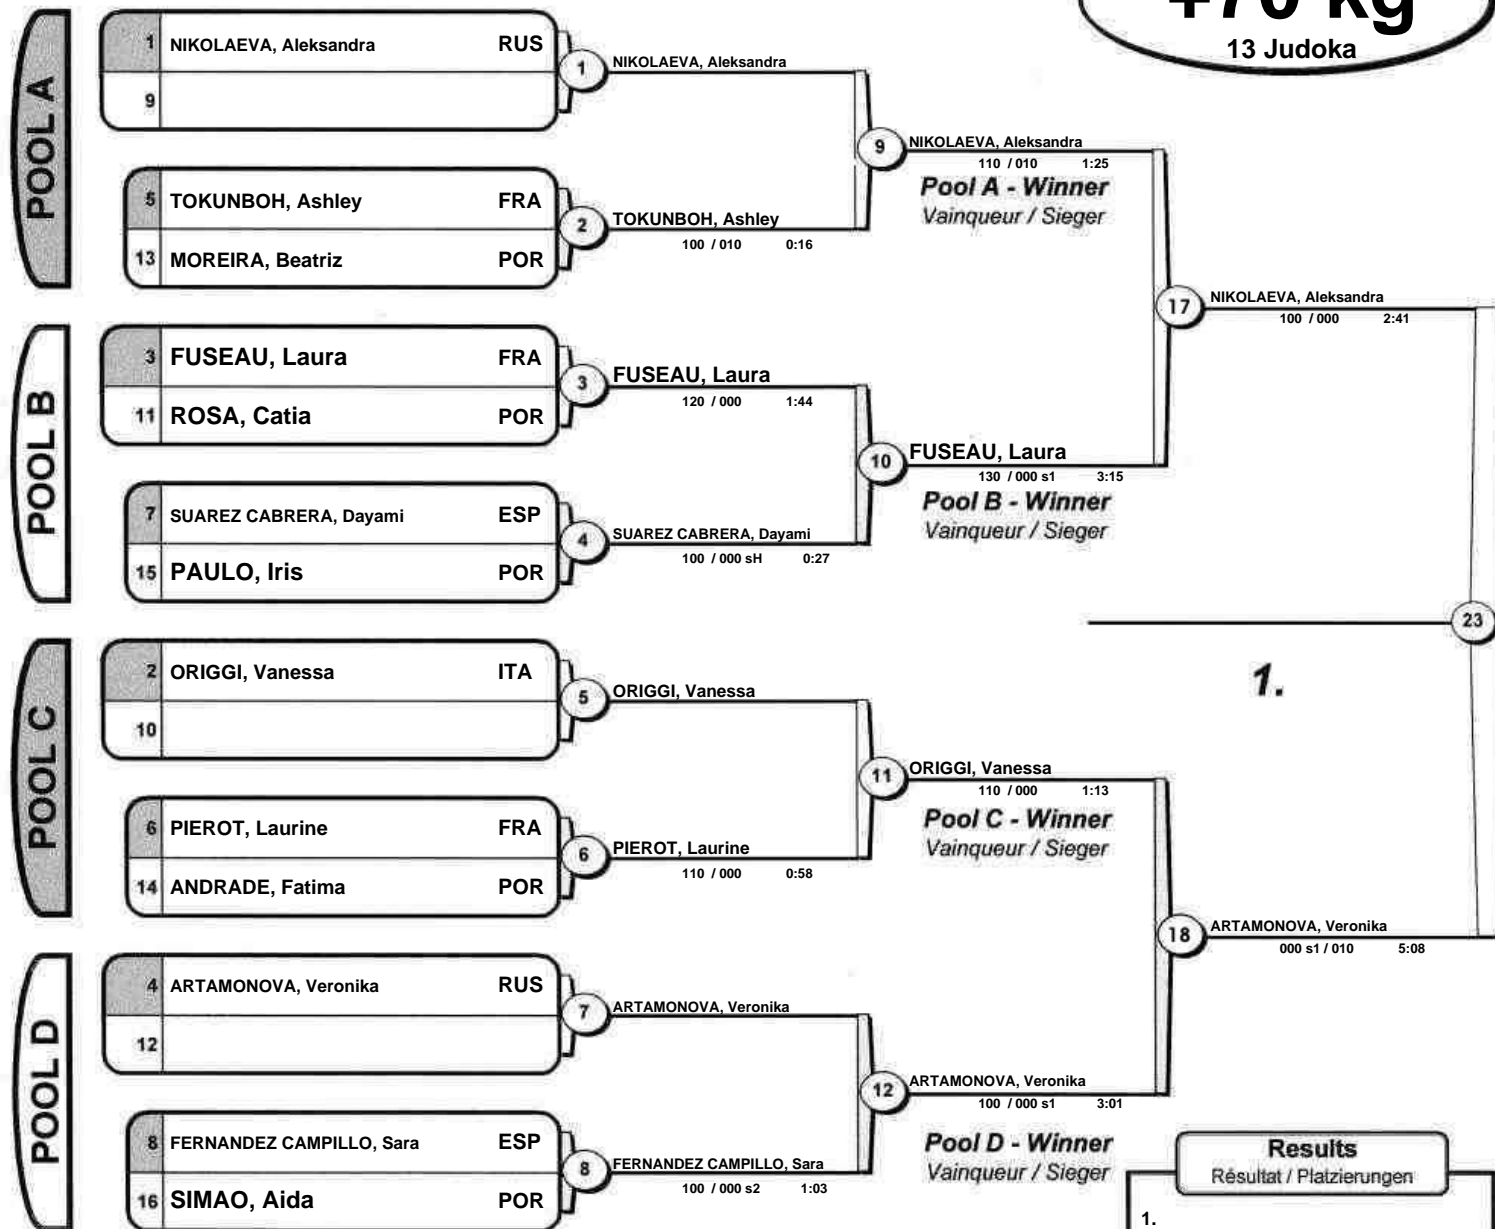 +70 kg
13 Judoka
POOL A
1 NIKOLAEVA, Aleksandra RUS
9
1 NIKOLAEVA, Aleksandra
5 TOKUNBOH, Ashley FRA
13 MOREIRA, Beatriz POR
2 TOKUNBOH, Ashley
100 / 010 0:16
9 NIKOLAEVA, Aleksandra
110 / 010 1:25
Pool A - Winner
Vainqueur / Sieger
POOL B
3 FUSEAU, Laura FRA
11 ROSA, Catia POR
3 FUSEAU, Laura
120 / 000 1:44
7 SUAREZ CABRERA, Dayami ESP
15 PAULO, Iris POR
4 SUAREZ CABRERA, Dayami
100 / 000 sH 0:27
10 FUSEAU, Laura
130 / 000 s1 3:15
Pool B - Winner
Vainqueur / Sieger
17 NIKOLAEVA, Aleksandra
100 / 000 2:41
23
1.
POOL C
2 ORIGGI, Vanessa ITA
10
5 ORIGGI, Vanessa
6 PIEROT, Laurine FRA
14 ANDRADE, Fatima POR
6 PIEROT, Laurine
110 / 000 0:58
11 ORIGGI, Vanessa
110 / 000 1:13
Pool C - Winner
Vainqueur / Sieger
POOL D
4 ARTAMONOVA, Veronika RUS
12
7 ARTAMONOVA, Veronika
8 FERNANDEZ CAMPILLO, Sara ESP
16 SIMAO, Aida POR
8 FERNANDEZ CAMPILLO, Sara
100 / 000 s2 1:03
12 ARTAMONOVA, Veronika
100 / 000 s1 3:01
Pool D - Winner
Vainqueur / Sieger
18 ARTAMONOVA, Veronika
000 s1 / 010 5:08
Results
Résultat / Platzierungen
1.